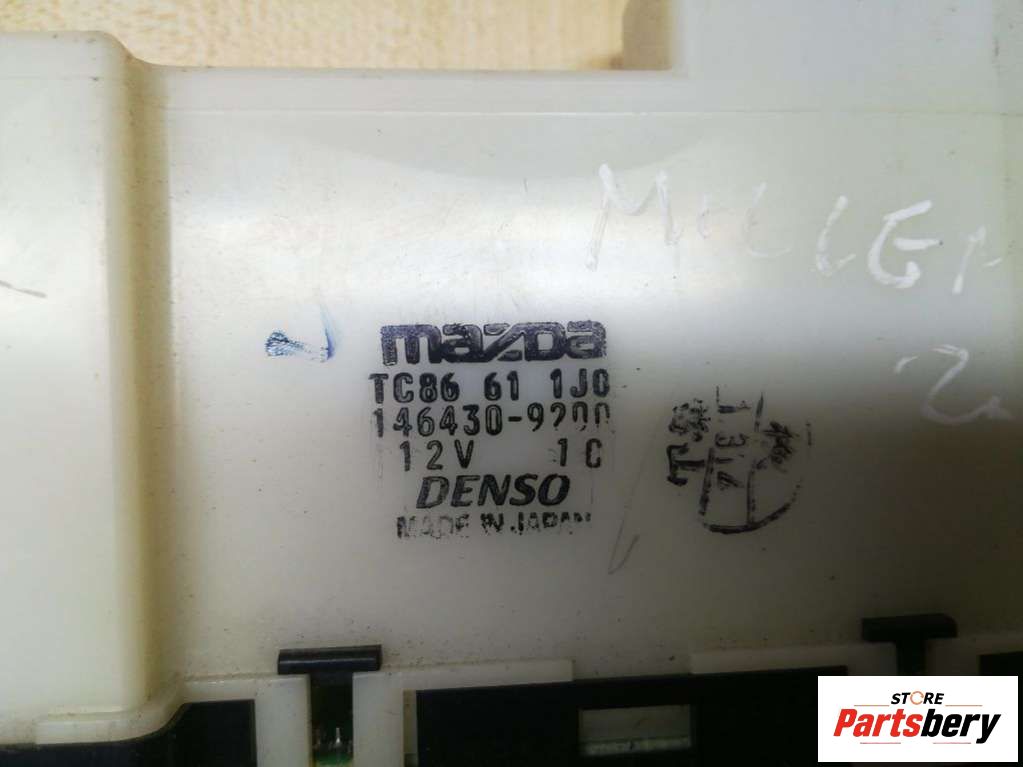 mazda
TC86 61 1J0
146430-9200
12V 1C
DENSO
MADE IN JAPAN
STORE
Partsbery